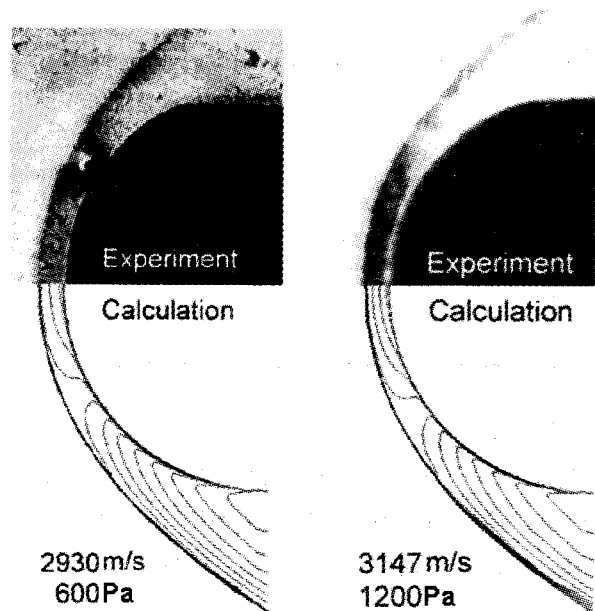 Experiment
Calculation
2930m/s
600Pa
Experiment
Calculation
3147m/s
1200Pa